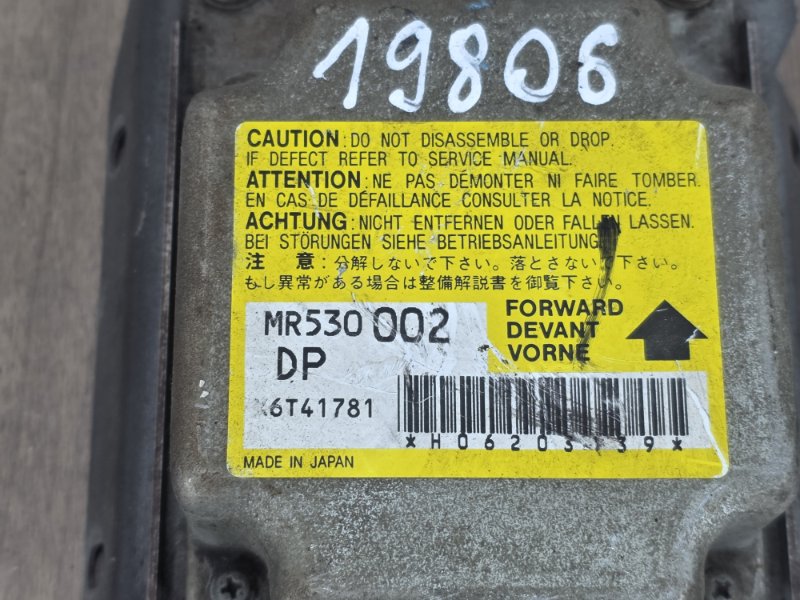 19806
CAUTION: DO NOT DISASSEMBLE OR DROP.
IF DEFECT REFER TO SERVICE MANUAL.
ATTENTION: NE PAS DÉMONTER NI FAIRE TOMBER.
EN CAS DE DÉFAILLANCE CONSULTER LA NOTICE.
ACHTUNG: NICHT ENTFERNEN ODER FALLEN LASSEN.
BEI STÖRUNGEN SIEHE BETRIEBSANLEITUNG
注 意:分解しないで下さい。落とさないで下さい。
もし異常がある場合は整備解説書を御覧下さい。
MR530 002
DP
6T41781
FORWARD
DEVANT
VORNE
MADE IN JAPAN